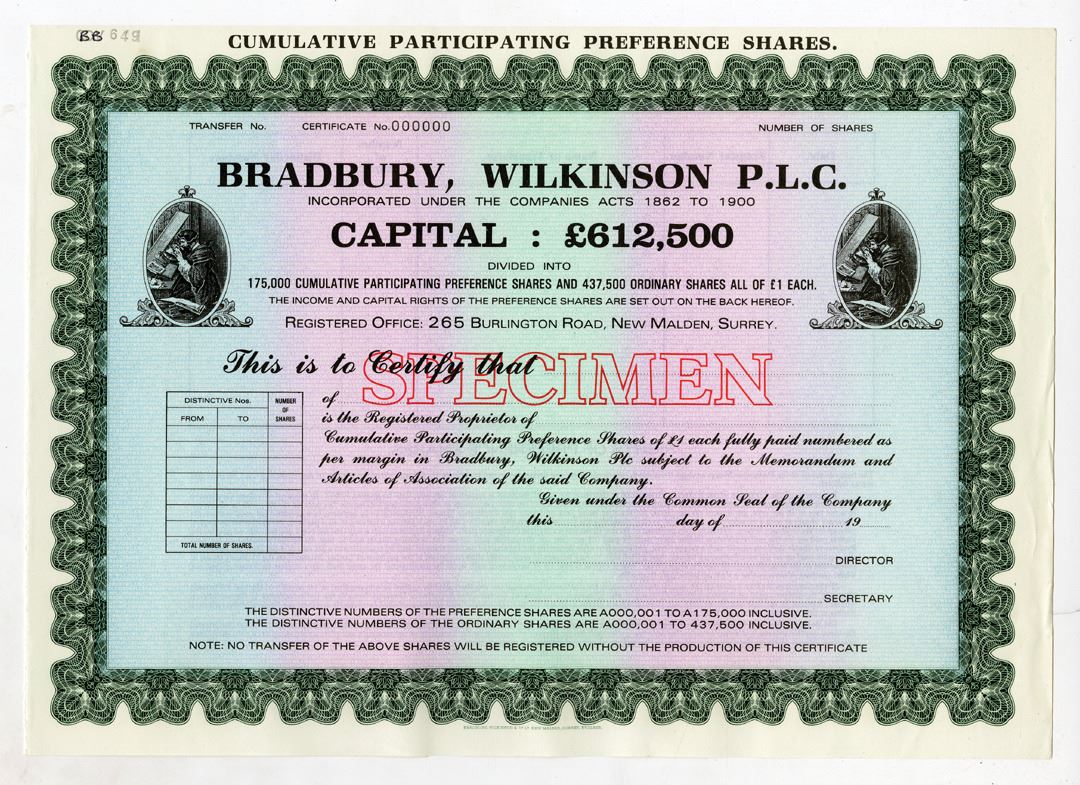 BB 649
CUMULATIVE PARTICIPATING PREFERENCE SHARES.
TRANSFER No. CERTIFICATE No. 000000 NUMBER OF SHARES
BRADBURY, WILKINSON P.L.C.
INCORPORATED UNDER THE COMPANIES ACTS 1862 TO 1900
CAPITAL : £612,500
DIVIDED INTO
175,000 CUMULATIVE PARTICIPATING PREFERENCE SHARES AND 437,500 ORDINARY SHARES ALL OF £1 EACH.
THE INCOME AND CAPITAL RIGHTS OF THE PREFERENCE SHARES ARE SET OUT ON THE BACK HEREOF.
REGISTERED OFFICE: 265 BURLINGTON ROAD, NEW MALDEN, SURREY.
This is to Certify that
SPECIMEN
DISTINCTIVE Nos. NUMBER OF SHARES
FROM TO
TOTAL NUMBER OF SHARES.
of
is the Registered Proprietor of
Cumulative Participating Preference Shares of £1 each fully paid numbered as
per margin in Bradbury, Wilkinson Plc subject to the Memorandum and
Articles of Association of the said Company.
Given under the Common Seal of the Company
this day of 19
DIRECTOR
SECRETARY
THE DISTINCTIVE NUMBERS OF THE PREFERENCE SHARES ARE A000,001 TO A175,000 INCLUSIVE.
THE DISTINCTIVE NUMBERS OF THE ORDINARY SHARES ARE A000,001 TO 437,500 INCLUSIVE.
NOTE: NO TRANSFER OF THE ABOVE SHARES WILL BE REGISTERED WITHOUT THE PRODUCTION OF THIS CERTIFICATE
BRADBURY WILKINSON & NEW MALDEN, SURREY, ENGLAND.